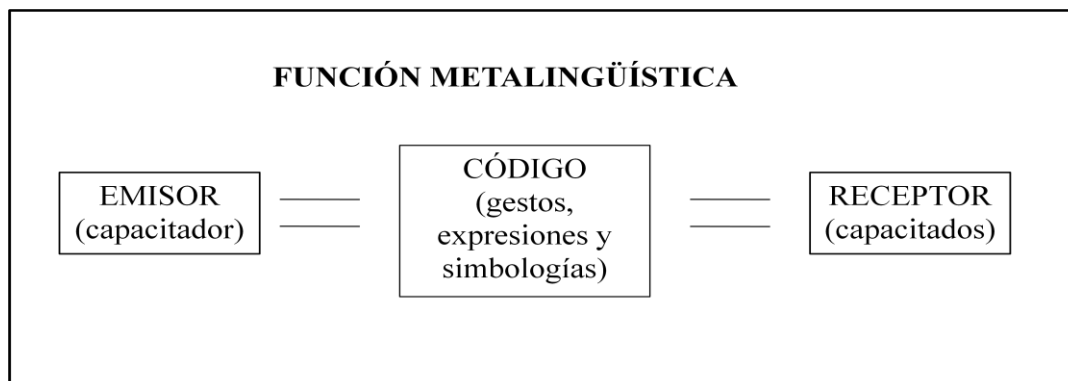 FUNCIÓN METALINGÜÍSTICA
EMISOR
(capacitador)
CÓDIGO
(gestos,
expresiones y
simbologías)
RECEPTOR
(capacitados)